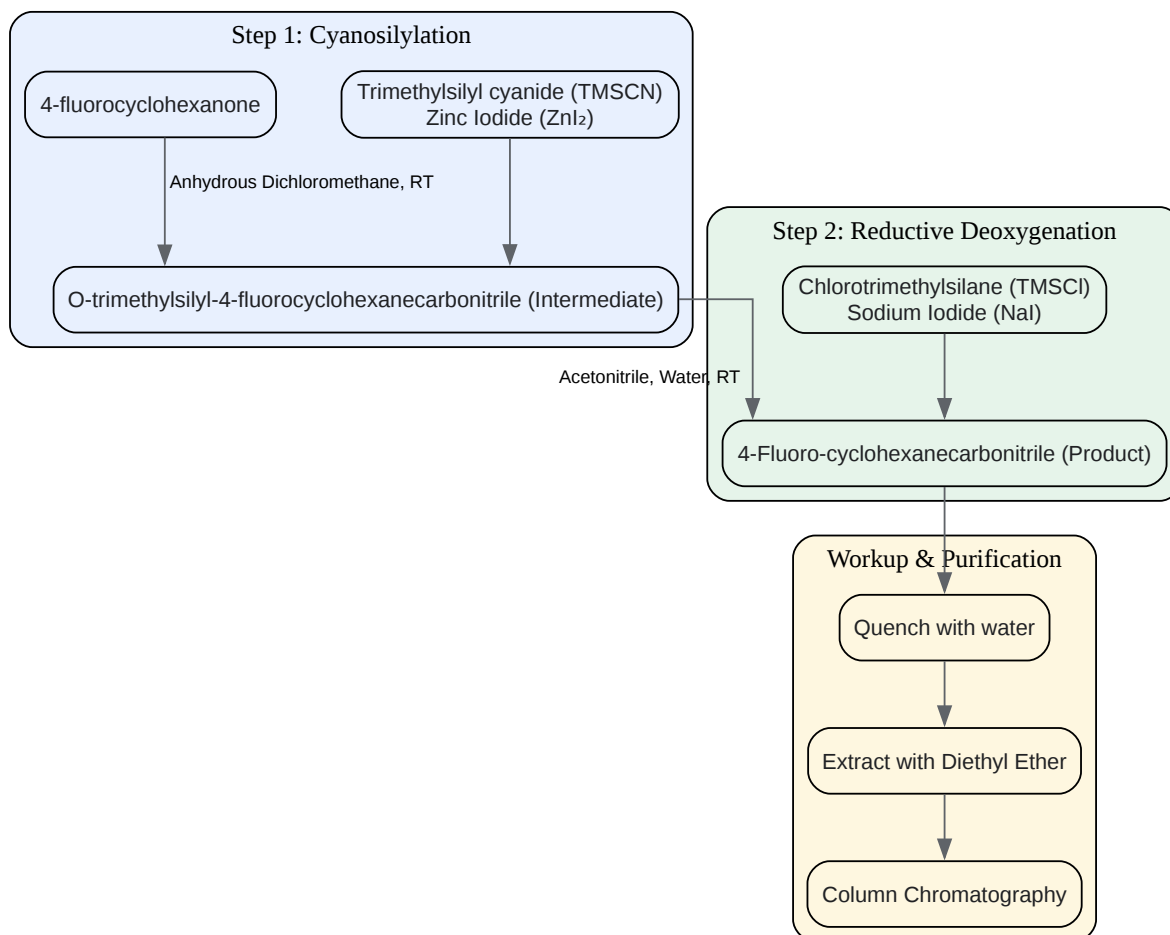 Step 1: Cyanosilylation
4-fluorocyclohexanone
Trimethylsilyl cyanide (TMSCN)
Zinc Iodide (ZnI₂)
Anhydrous Dichloromethane, RT
O-trimethylsilyl-4-fluorocyclohexanecarbonitrile (Intermediate)
Step 2: Reductive Deoxygenation
Chlorotrimethylsilane (TMSCl)
Sodium Iodide (NaI)
Acetonitrile, Water, RT
4-Fluoro-cyclohexanecarbonitrile (Product)
Workup & Purification
Quench with water
Extract with Diethyl Ether
Column Chromatography